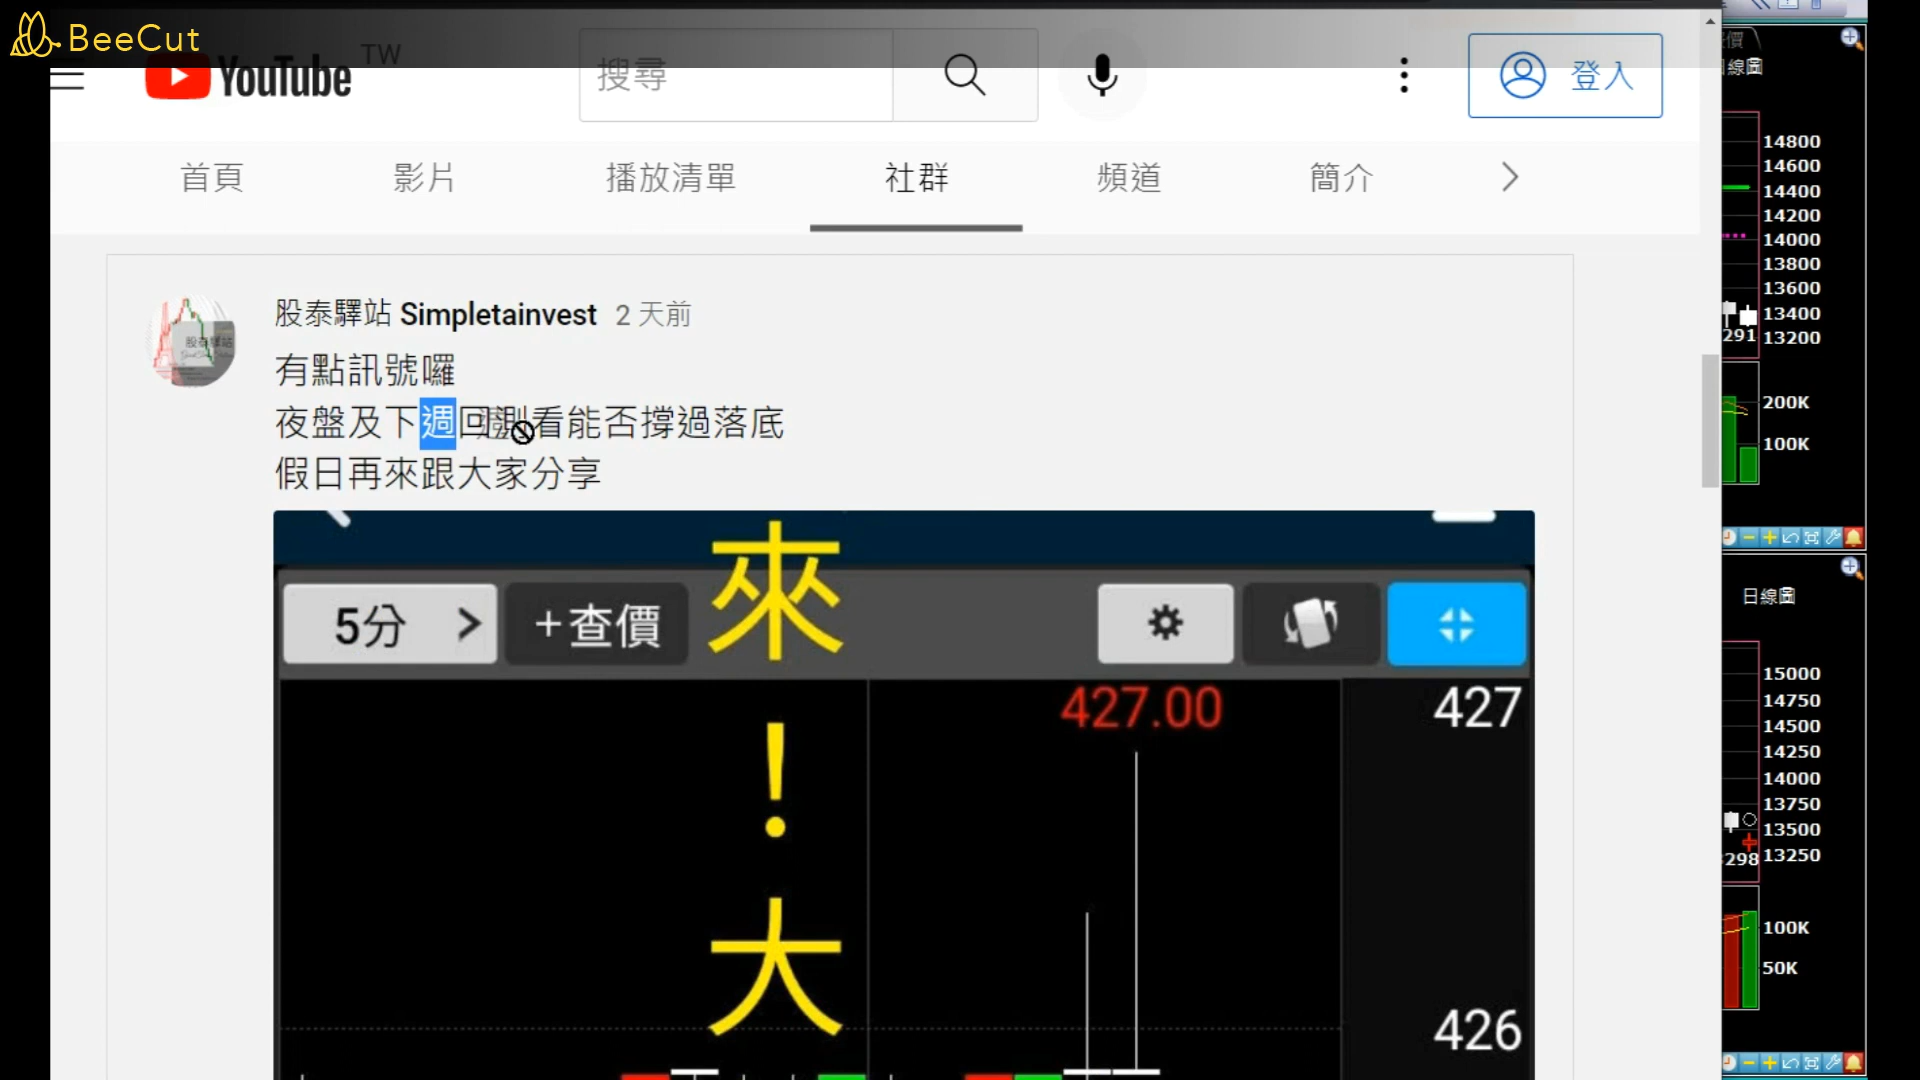 BeeCut
YouTube TW
搜尋
登入
首頁 影片 播放清單 社群 頻道 簡介
股泰驛站 Simpletainvest 2 天前
有點訊號囉
夜盤及下週回測看能否撐過落底
假日再來跟大家分享
5分 > +查價
來
！
大
427.00
427
426
日線圖
14800
14600
14400
14200
14000
13800
13600
13400
13200
291
200K
100K
日線圖
15000
14750
14500
14250
14000
13750
13500
13250
298
100K
50K